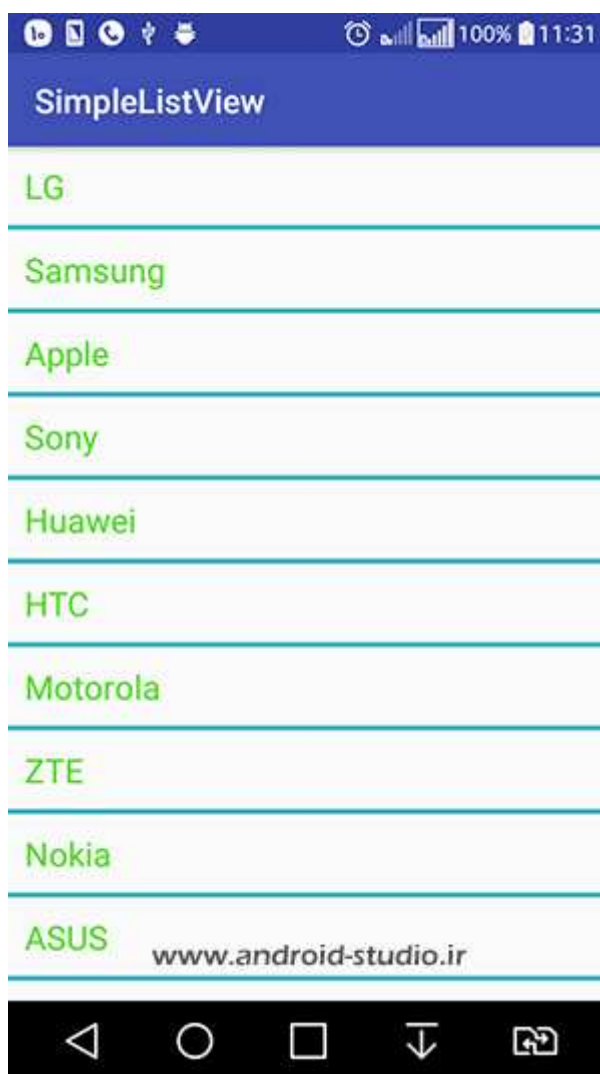 100% 11:31
SimpleListView
LG
Samsung
Apple
Sony
Huawei
HTC
Motorola
ZTE
Nokia
ASUS
www.android-studio.ir